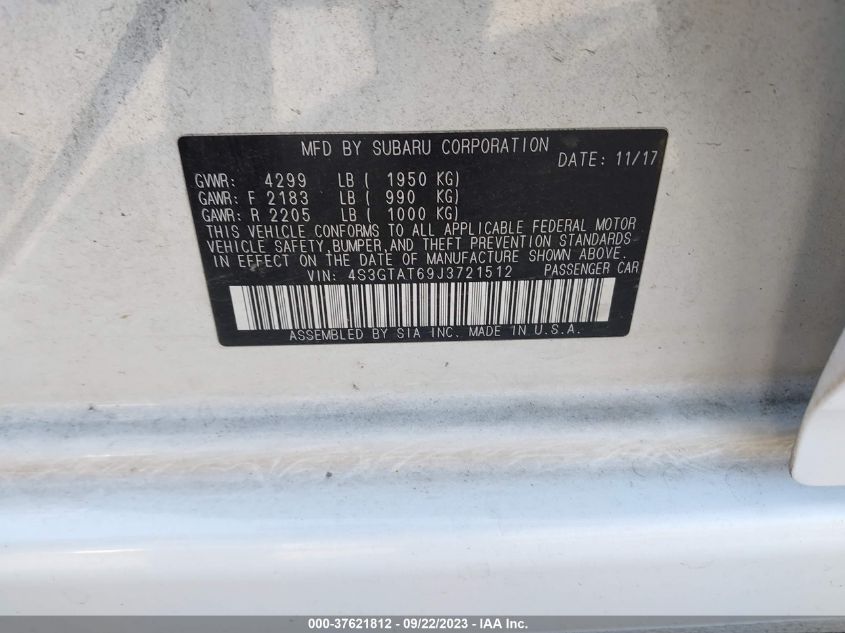 MFD BY SUBARU CORPORATION
DATE: 11/17
GVWR: 4299 LB ( 1950 KG)
GAWR: F 2183 LB ( 990 KG)
GAWR: R 2205 LB ( 1000 KG)
THIS VEHICLE CONFORMS TO ALL APPLICABLE FEDERAL MOTOR
VEHICLE SAFETY,BUMPER,AND THEFT PREVENTION STANDARDS
IN EFFECT ON THE DATE OF MANUFACTURE SHOWN ABOVE.
VIN: 4S3GTAT69J3721512 PASSENGER CAR
ASSEMBLED BY SIA INC. MADE IN U.S.A.
000-37621812 - 09/22/2023 - IAA Inc.